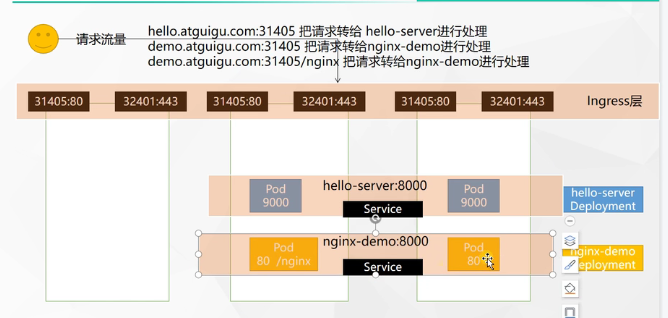 请求流量
hello.atguigu.com:31405 把请求转给 hello-server进行处理
demo.atguigu.com:31405 把请求转给nginx-demo进行处理
demo.atguigu.com:31405/nginx 把请求转给nginx-demo进行处理
31405:80
32401:443
31405:80
32401:443
31405:80
32401:443
Ingress层
Pod
9000
hello-server:8000
Service
Pod
9000
hello-server
Deployment
Pod
80 /nginx
nginx-demo:8000
Service
Pod
80
nginx-demo
Deployment